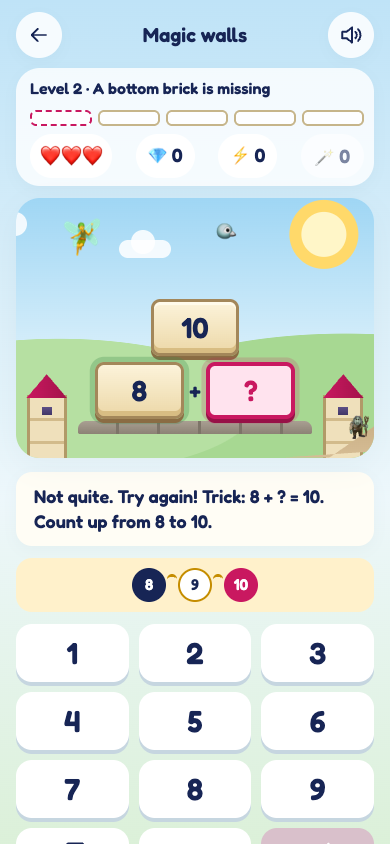 Magic walls
Level 2 · A bottom brick is missing
0 0 0
10
8 + ?
Not quite. Try again! Trick: 8 + ? = 10.
Count up from 8 to 10.
8 9 10
1 2 3
4 5 6
7 8 9